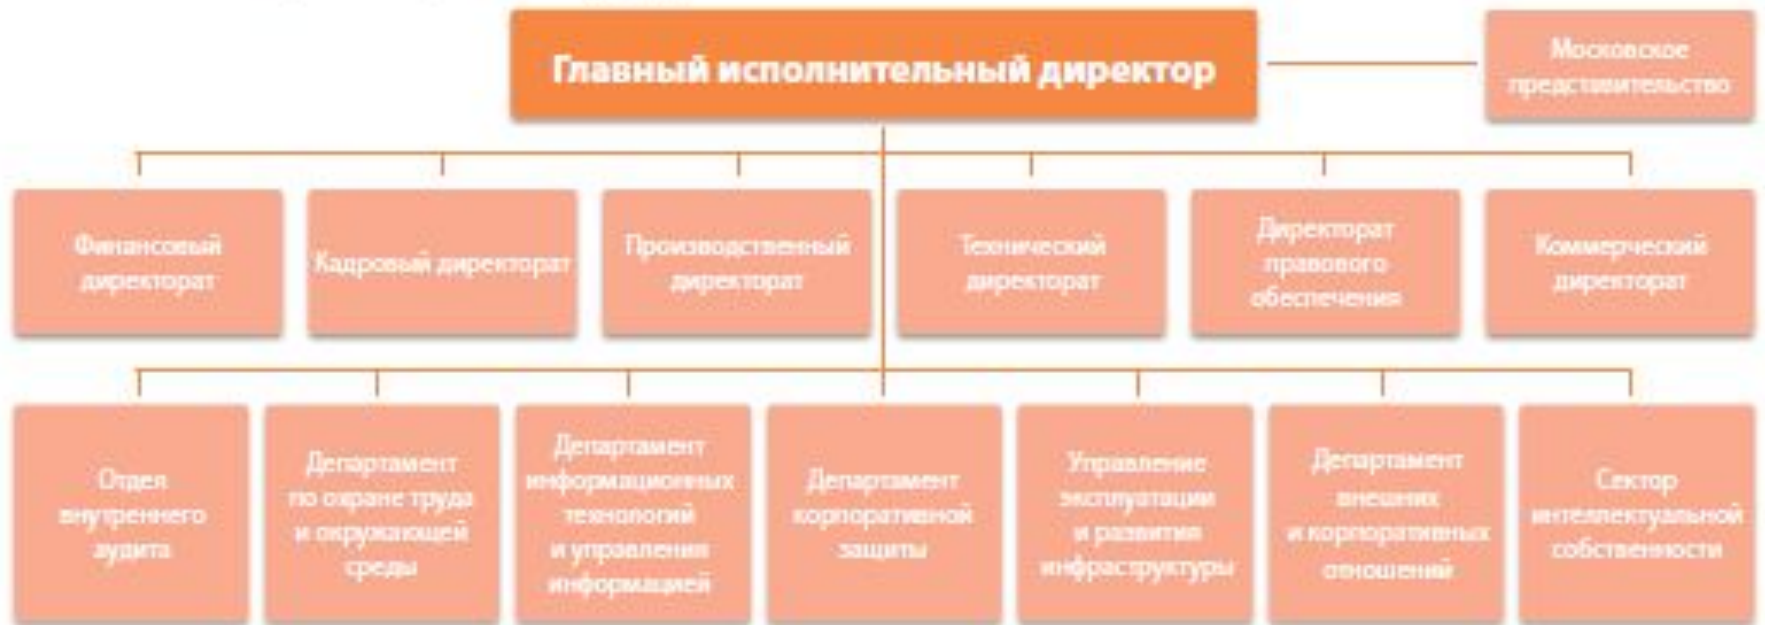 Главный исполнительный директор
Московское
представительство
Финансовый
директорат
Кадровый директорат
Производственный
директорат
Технический
директорат
Директорат
правового
обеспечения
Коммерческий
директорат
Отдел
внутреннего
аудита
Департамент
по охране труда
и окружающей
среды
Департамент
информационных
технологий
и управления
информацией
Департамент
корпоративной
защиты
Управление
эксплуатации
и развития
инфраструктуры
Департамент
внешних
и корпоративных
отношений
Сектор
интеллектуальной
собственности